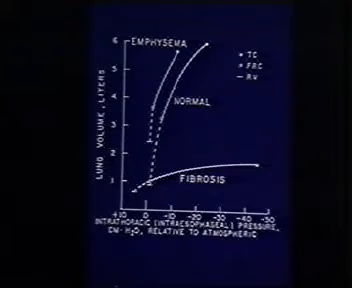 6
EMPHYSEMA
• TC
• FRC
— RV
5
4
NORMAL
3
2
1
FIBROSIS
LUNG VOLUME, LITERS
+10 0 -10 -20 -30 -40 -50
INTRATHORACIC (INTRAESOPHAGEAL) PRESSURE,
CM-H2O, RELATIVE TO ATMOSPHERIC